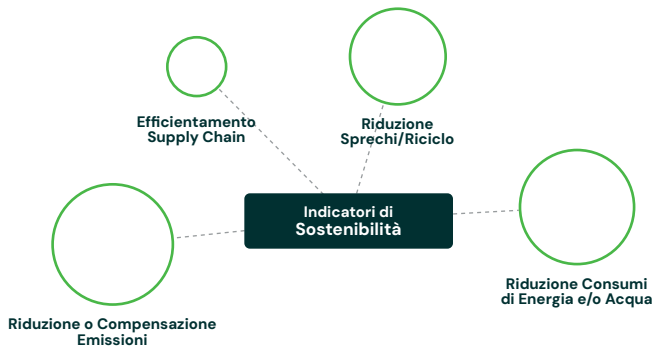 Efficientamento
Supply Chain
Riduzione
Sprechi/Riciclo
Indicatori di
Sostenibilità
Riduzione Consumi
di Energia e/o Acqua
Riduzione o Compensazione
Emissioni